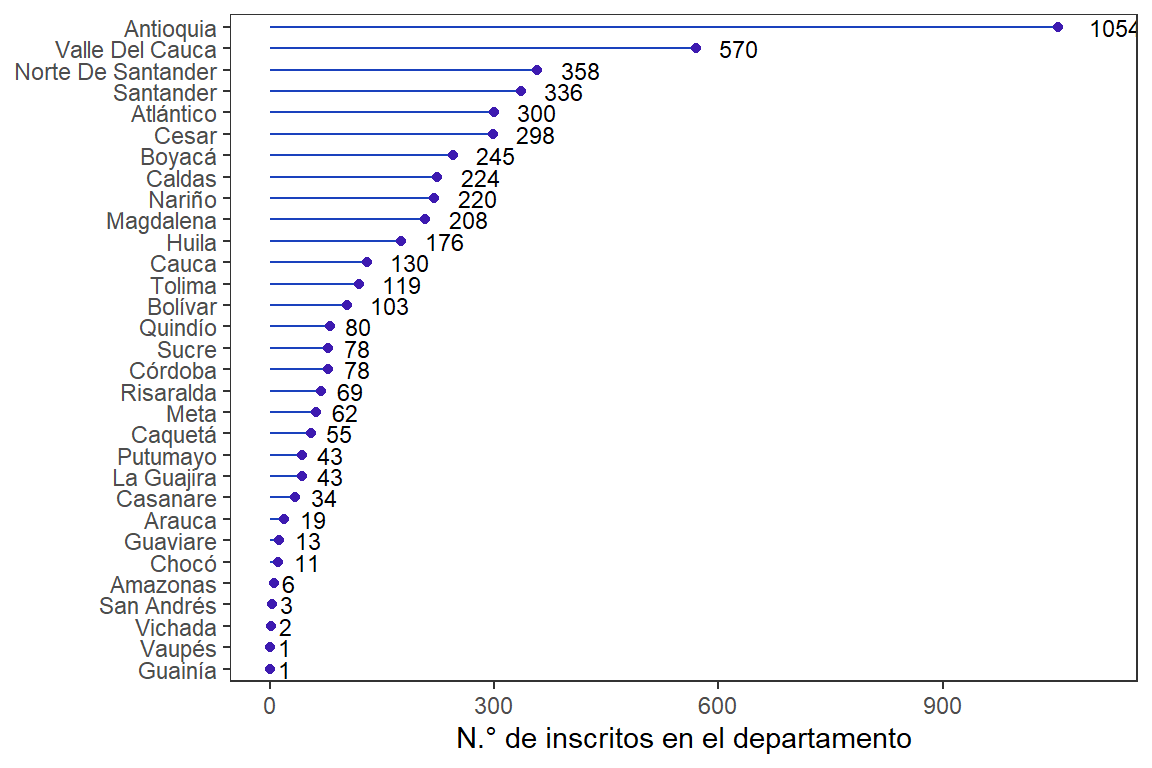 Antioquia 1054
Valle Del Cauca 570
Norte De Santander 358
Santander 336
Atlántico 300
Cesar 298
Boyacá 245
Caldas 224
Nariño 220
Magdalena 208
Huila 176
Cauca 130
Tolima 119
Bolívar 103
Quindío 80
Sucre 78
Córdoba 78
Risaralda 69
Meta 62
Caquetá 55
Putumayo 43
La Guajira 43
Casanare 34
Arauca 19
Guaviare 13
Chocó 11
Amazonas 6
San Andrés 3
Vichada 2
Vaupés 1
Guainía 1
0 300 600 900
N.° de inscritos en el departamento